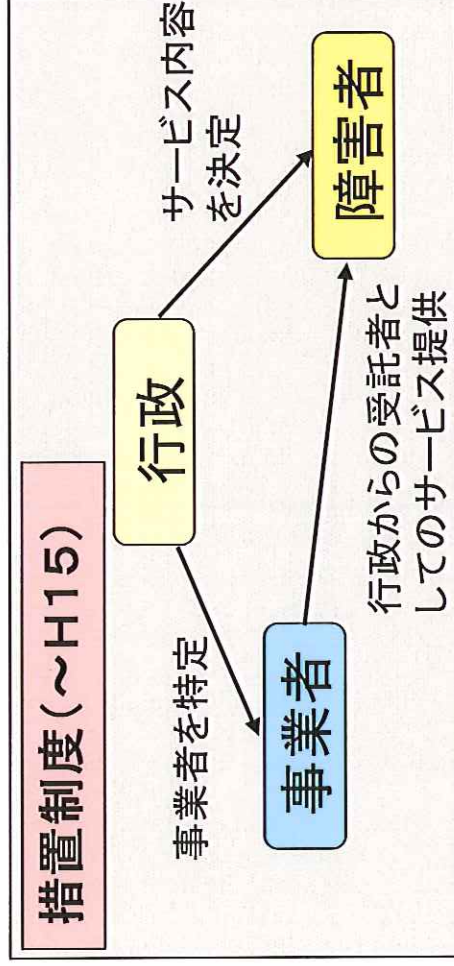 措置制度(~H15)
行政
事業者を特定
サービス内容
を決定
事業者
障害者
行政からの受託者と
してのサービス提供